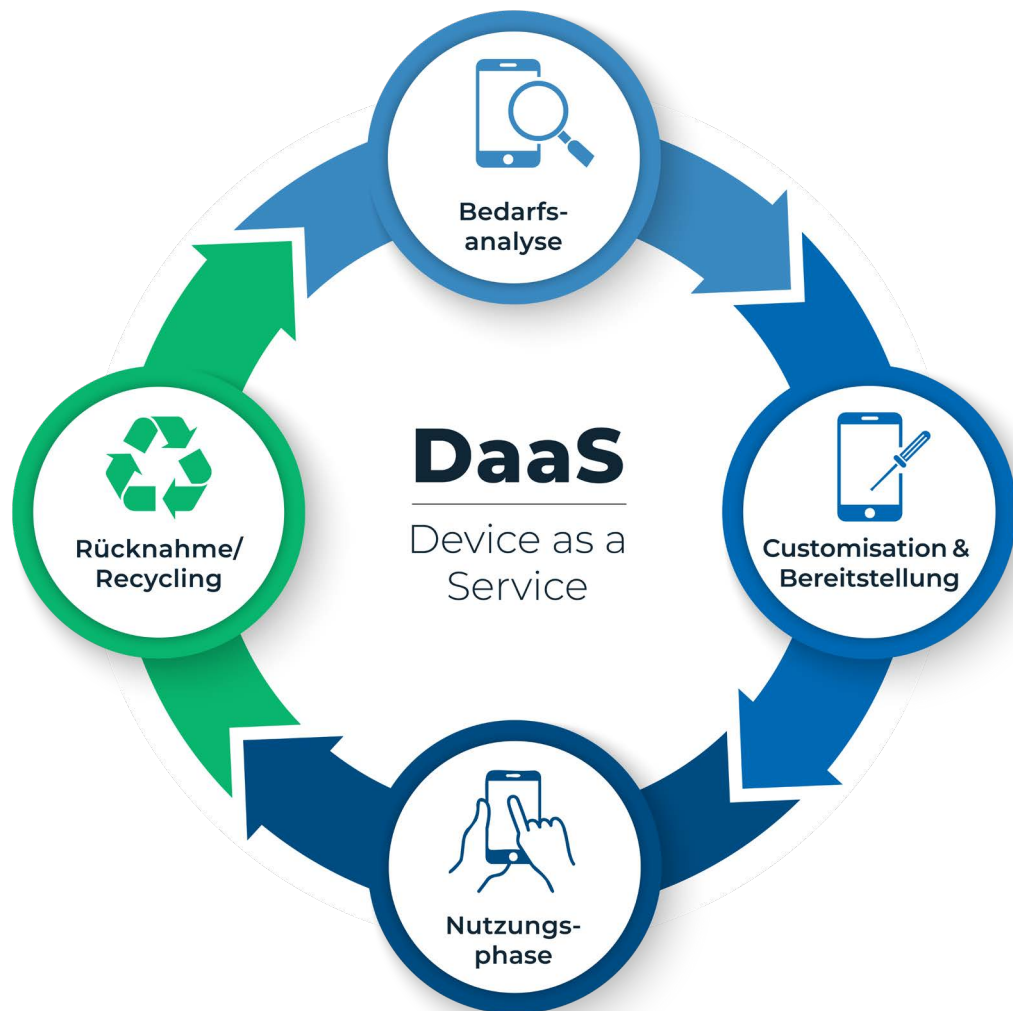 Bedarfs-
analyse
DaaS
Device as a
Service
Customisation &
Bereitstellung
Nutzungs-
phase
Rücknahme/
Recycling